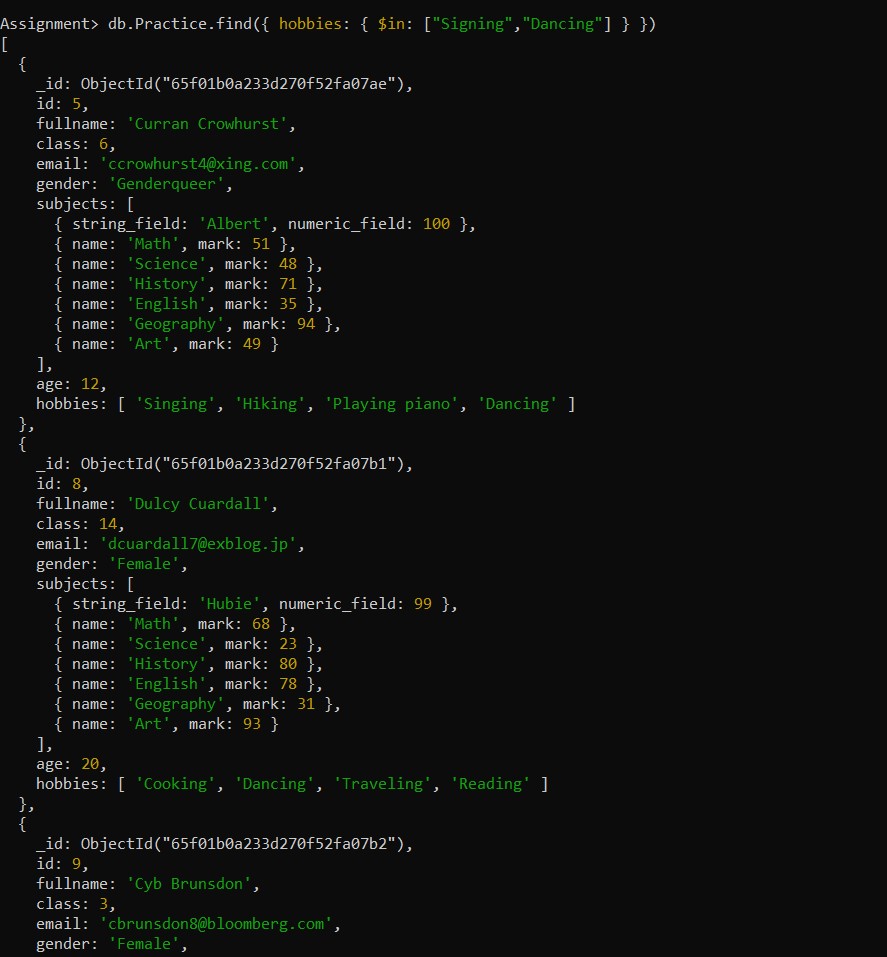 Assignment> db.Practice.find({ hobbies: { $in: ["Signing","Dancing"] } })
[
  {
    _id: ObjectId("65f01b0a233d270f52fa07ae"),
    id: 5,
    fullname: 'Curran Crowhurst',
    class: 6,
    email: 'ccrowhurst4@xing.com',
    gender: 'Genderqueer',
    subjects: [
      { string_field: 'Albert', numeric_field: 100 },
      { name: 'Math', mark: 51 },
      { name: 'Science', mark: 48 },
      { name: 'History', mark: 71 },
      { name: 'English', mark: 35 },
      { name: 'Geography', mark: 94 },
      { name: 'Art', mark: 49 }
    ],
    age: 12,
    hobbies: [ 'Singing', 'Hiking', 'Playing piano', 'Dancing' ]
  },
  {
    _id: ObjectId("65f01b0a233d270f52fa07b1"),
    id: 8,
    fullname: 'Dulcy Cuardall',
    class: 14,
    email: 'dcuardall7@exblog.jp',
    gender: 'Female',
    subjects: [
      { string_field: 'Hubie', numeric_field: 99 },
      { name: 'Math', mark: 68 },
      { name: 'Science', mark: 23 },
      { name: 'History', mark: 80 },
      { name: 'English', mark: 78 },
      { name: 'Geography', mark: 31 },
      { name: 'Art', mark: 93 }
    ],
    age: 20,
    hobbies: [ 'Cooking', 'Dancing', 'Traveling', 'Reading' ]
  },
  {
    _id: ObjectId("65f01b0a233d270f52fa07b2"),
    id: 9,
    fullname: 'Cyb Brunsdon',
    class: 3,
    email: 'cbrunsdon8@bloomberg.com',
    gender: 'Female',